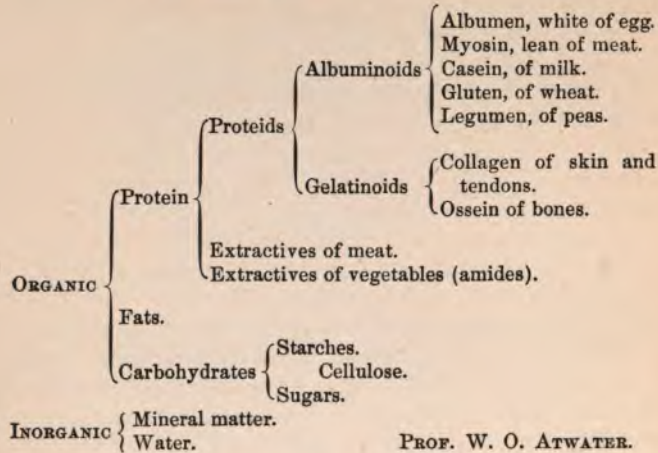 Albumen, white of egg.
Myosin, lean of meat.
Albuminoids
Casein, of milk.
Gluten, of wheat.
Proteids
Legumen, of peas.
Collagen of skin and
Gelatinoids
tendons.
Protein
Ossein of bones.
Extractives of meat.
Extractives of vegetables (amides).
ORGANIC
Fats.
Starches.
Carbohydrates
Cellulose.
Sugars.
INORGANIC
Mineral matter.
Water.
PROF. W. O. ATWATER.